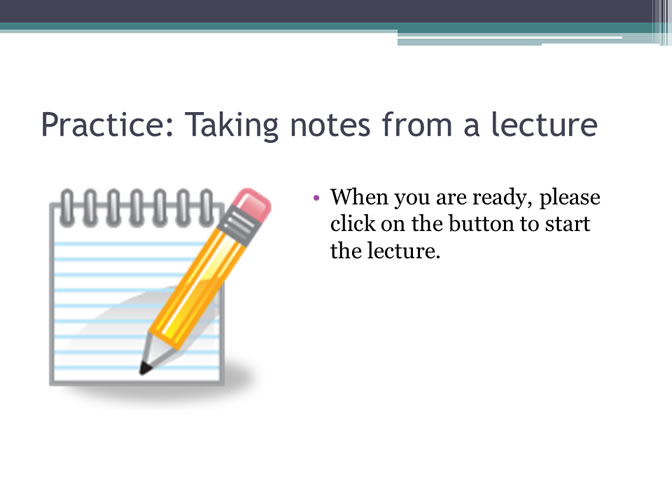 Practice: Taking notes from a lecture
• When you are ready, please
click on the button to start
the lecture.